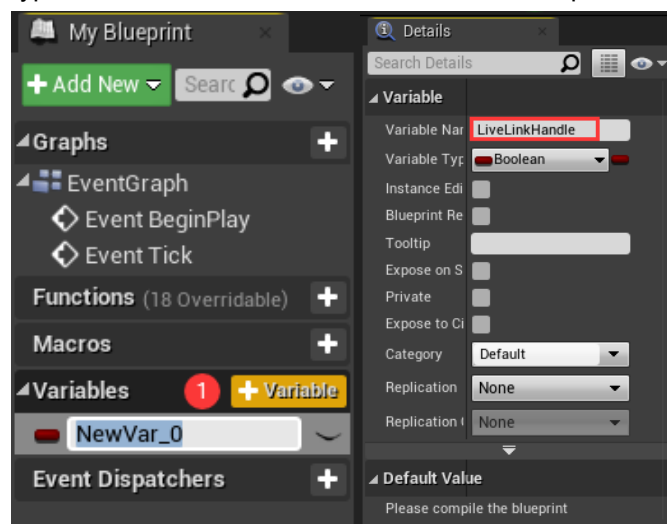 My Blueprint
+ Add New
Searc
Graphs
EventGraph
Event BeginPlay
Event Tick
Functions (18 Overridable)
Macros
Variables
1
+ Variable
NewVar_0
Event Dispatchers
Details
Search Details
Variable
Variable Nar LiveLinkHandle
Variable Typ Boolean
Instance Edi
Blueprint Re
Tooltip
Expose on S
Private
Expose to Ci
Category Default
Replication None
Replication None
Default Value
Please compile the blueprint